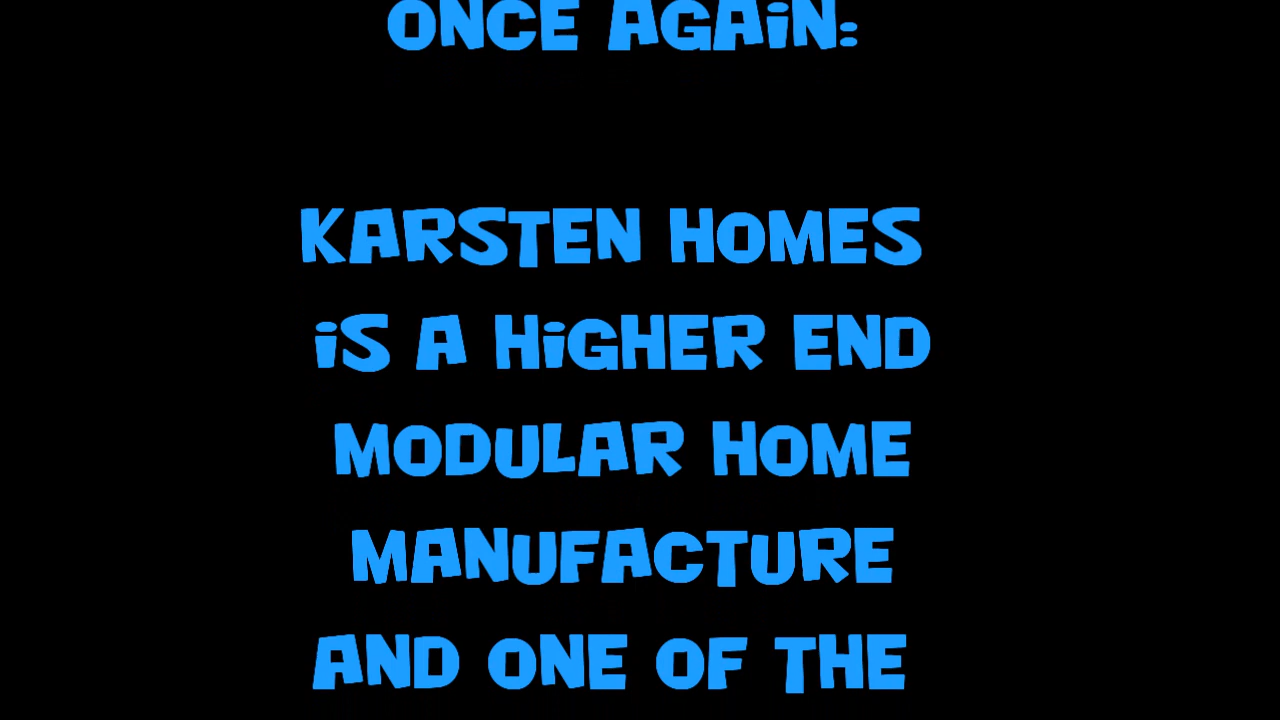 ONCE AGAiN:
KARSTEN HOMES
iS A HiGHER END
MODULAR HOME
MANUFACTURE
AND ONE OF THE